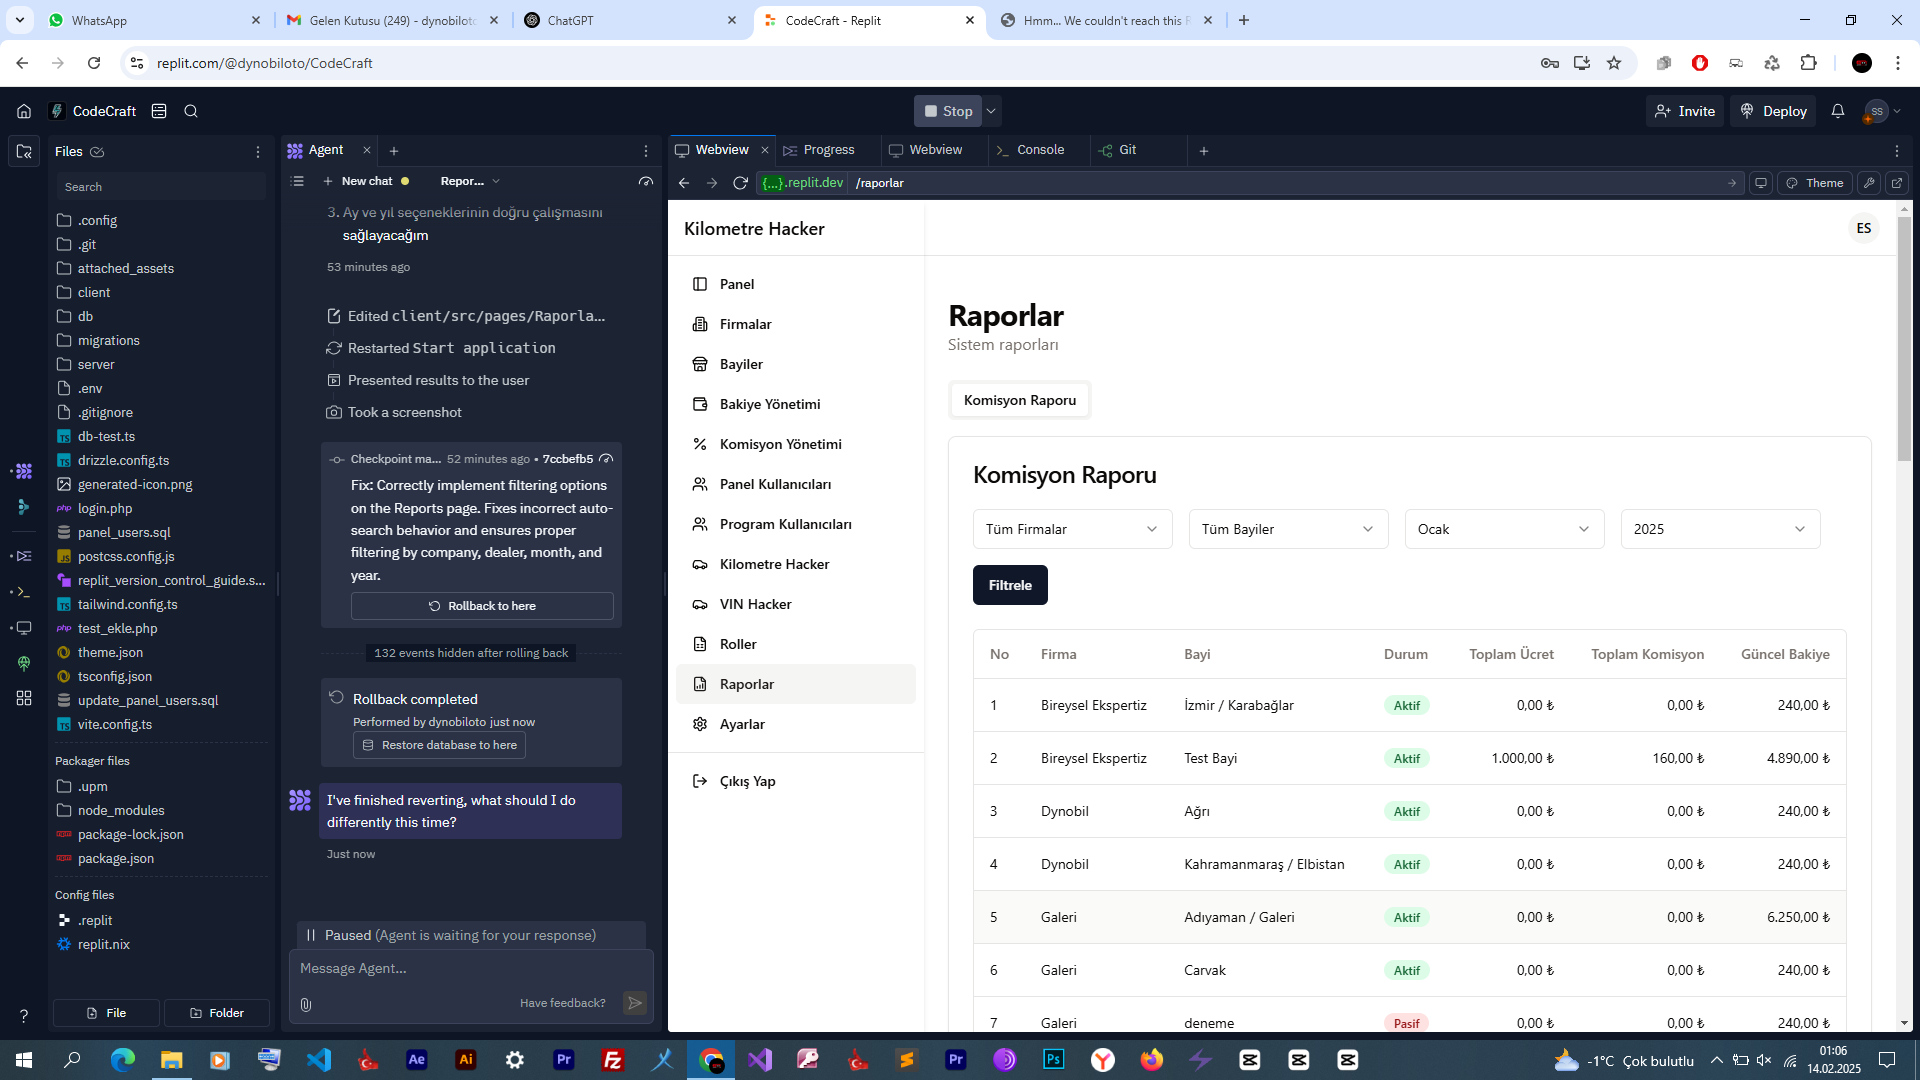 WhatsApp
Gelen Kutusu (249) - dynobiloto
ChatGPT
CodeCraft - Replit
Hmm... We couldn't reach this R
replit.com/@dynobiloto/CodeCraft
CodeCraft
Stop
Invite
Deploy
SS
Files
Search
.config
.git
attached_assets
client
db
migrations
server
.env
.gitignore
db-test.ts
drizzle.config.ts
generated-icon.png
login.php
panel_users.sql
postcss.config.js
replit_version_control_guide.s...
tailwind.config.ts
test_ekle.php
theme.json
tsconfig.json
update_panel_users.sql
vite.config.ts
Packager files
.upm
node_modules
package-lock.json
package.json
Config files
.replit
replit.nix
File
Folder
Agent
New chat
Repor...
3. Ay ve yıl seçeneklerinin doğru çalışmasını
sağlayacağım
53 minutes ago
Edited client/src/pages/Raporla...
Restarted Start application
Presented results to the user
Took a screenshot
Checkpoint ma... 52 minutes ago • 7ccbefb5
Fix: Correctly implement filtering options
on the Reports page. Fixes incorrect auto-
search behavior and ensures proper
filtering by company, dealer, month, and
year.
Rollback to here
132 events hidden after rolling back
Rollback completed
Performed by dynobiloto just now
Restore database to here
I've finished reverting, what should I do
differently this time?
Just now
Paused (Agent is waiting for your response)
Message Agent...
Have feedback?
Webview
Progress
Webview
Console
Git
{...}.replit.dev
/raporlar
Theme
Kilometre Hacker
ES
Panel
Firmalar
Bayiler
Bakiye Yönetimi
Komisyon Yönetimi
Panel Kullanıcıları
Program Kullanıcıları
Kilometre Hacker
VIN Hacker
Roller
Raporlar
Ayarlar
Çıkış Yap
Raporlar
Sistem raporları
Komisyon Raporu
Komisyon Raporu
Tüm Firmalar
Tüm Bayiler
Ocak
2025
Filtrele
No Firma Bayi Durum Toplam Ücret Toplam Komisyon Güncel Bakiye
1 Bireysel Ekspertiz İzmir / Karabağlar Aktif 0,00 ₺ 0,00 ₺ 240,00 ₺
2 Bireysel Ekspertiz Test Bayi Aktif 1.000,00 ₺ 160,00 ₺ 4.890,00 ₺
3 Dynobil Ağrı Aktif 0,00 ₺ 0,00 ₺ 240,00 ₺
4 Dynobil Kahramanmaraş / Elbistan Aktif 0,00 ₺ 0,00 ₺ 240,00 ₺
5 Galeri Adıyaman / Galeri Aktif 0,00 ₺ 0,00 ₺ 6.250,00 ₺
6 Galeri Carvak Aktif 0,00 ₺ 0,00 ₺ 240,00 ₺
7 Galeri deneme Pasif 0,00 ₺ 0,00 ₺ 240,00 ₺
-1°C Çok bulutlu
01:06
14.02.2025